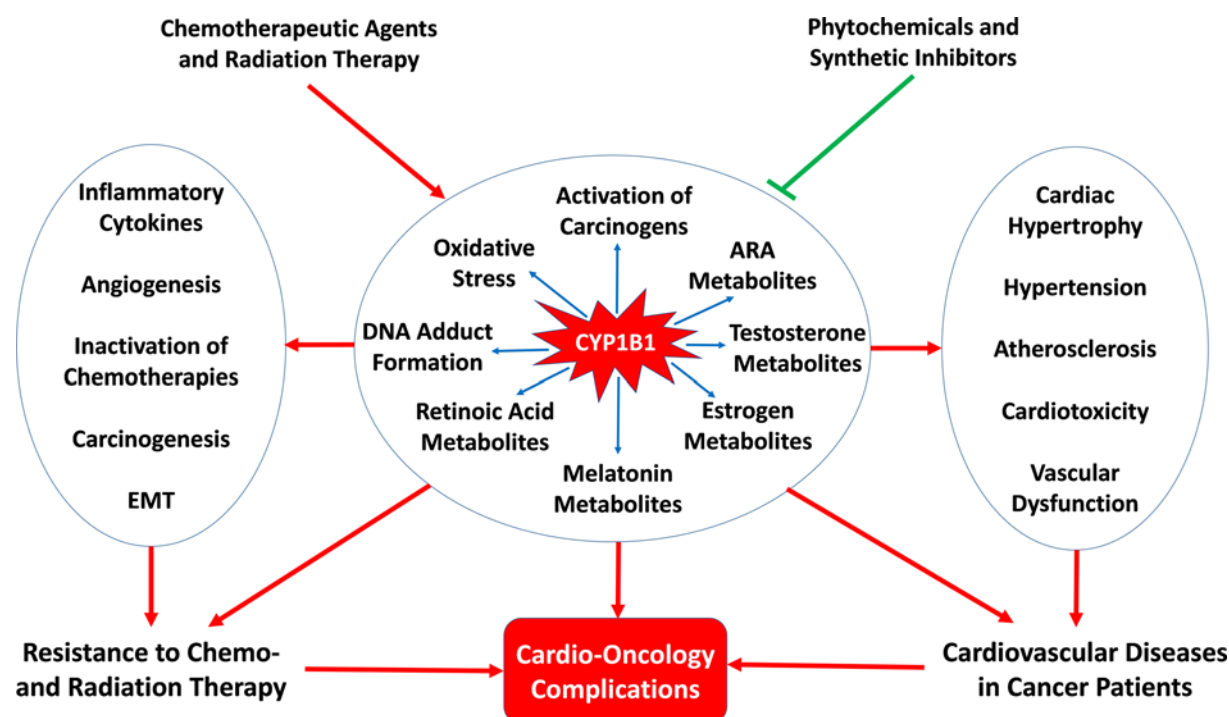 Chemotherapeutic Agents
and Radiation Therapy
Phytochemicals and
Synthetic Inhibitors
Inflammatory
Cytokines
Angiogenesis
Inactivation of
Chemotherapies
Carcinogenesis
EMT
Activation of
Carcinogens
Oxidative
Stress
ARA
Metabolites
CYP1B1
DNA Adduct
Formation
Testosterone
Metabolites
Retinoic Acid
Metabolites
Estrogen
Metabolites
Melatonin
Metabolites
Cardiac
Hypertrophy
Hypertension
Atherosclerosis
Cardiotoxicity
Vascular
Dysfunction
Resistance to Chemo-
and Radiation Therapy
Cardio-Oncology
Complications
Cardiovascular Diseases
in Cancer Patients